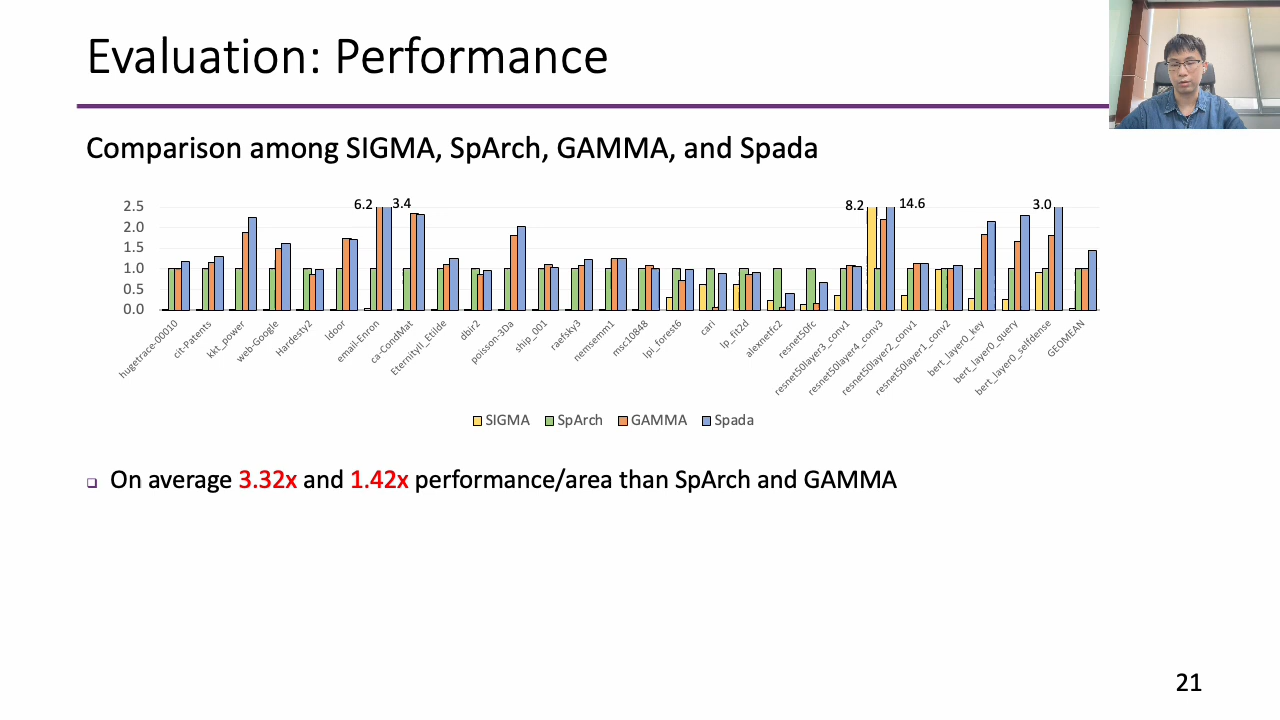 Evaluation: Performance
Comparison among SIGMA, SpArch, GAMMA, and Spada
6.2 3.4 8.2 14.6 3.0
2.5
2.0
1.5
1.0
0.5
0.0
hugetrace-00010
cit-Patents
kkt_power
web-Google
Hardesty2
ldoor
email-Enron
ca-CondMat
EternityII_Etilde
dbir2
poisson-3Da
ship_001
raefsky3
nemsemm1
msc10848
lpi_forest6
cari
lp_fit2d
alexnetfc2
resnet50fc
resnet50layer3_conv1
resnet50layer4_conv3
resnet50layer2_conv1
resnet50layer1_conv2
bert_layer0_key
bert_layer0_query
bert_layer0_selfdense
GEOMEAN
SIGMA SpArch GAMMA Spada
On average 3.32x and 1.42x performance/area than SpArch and GAMMA
21